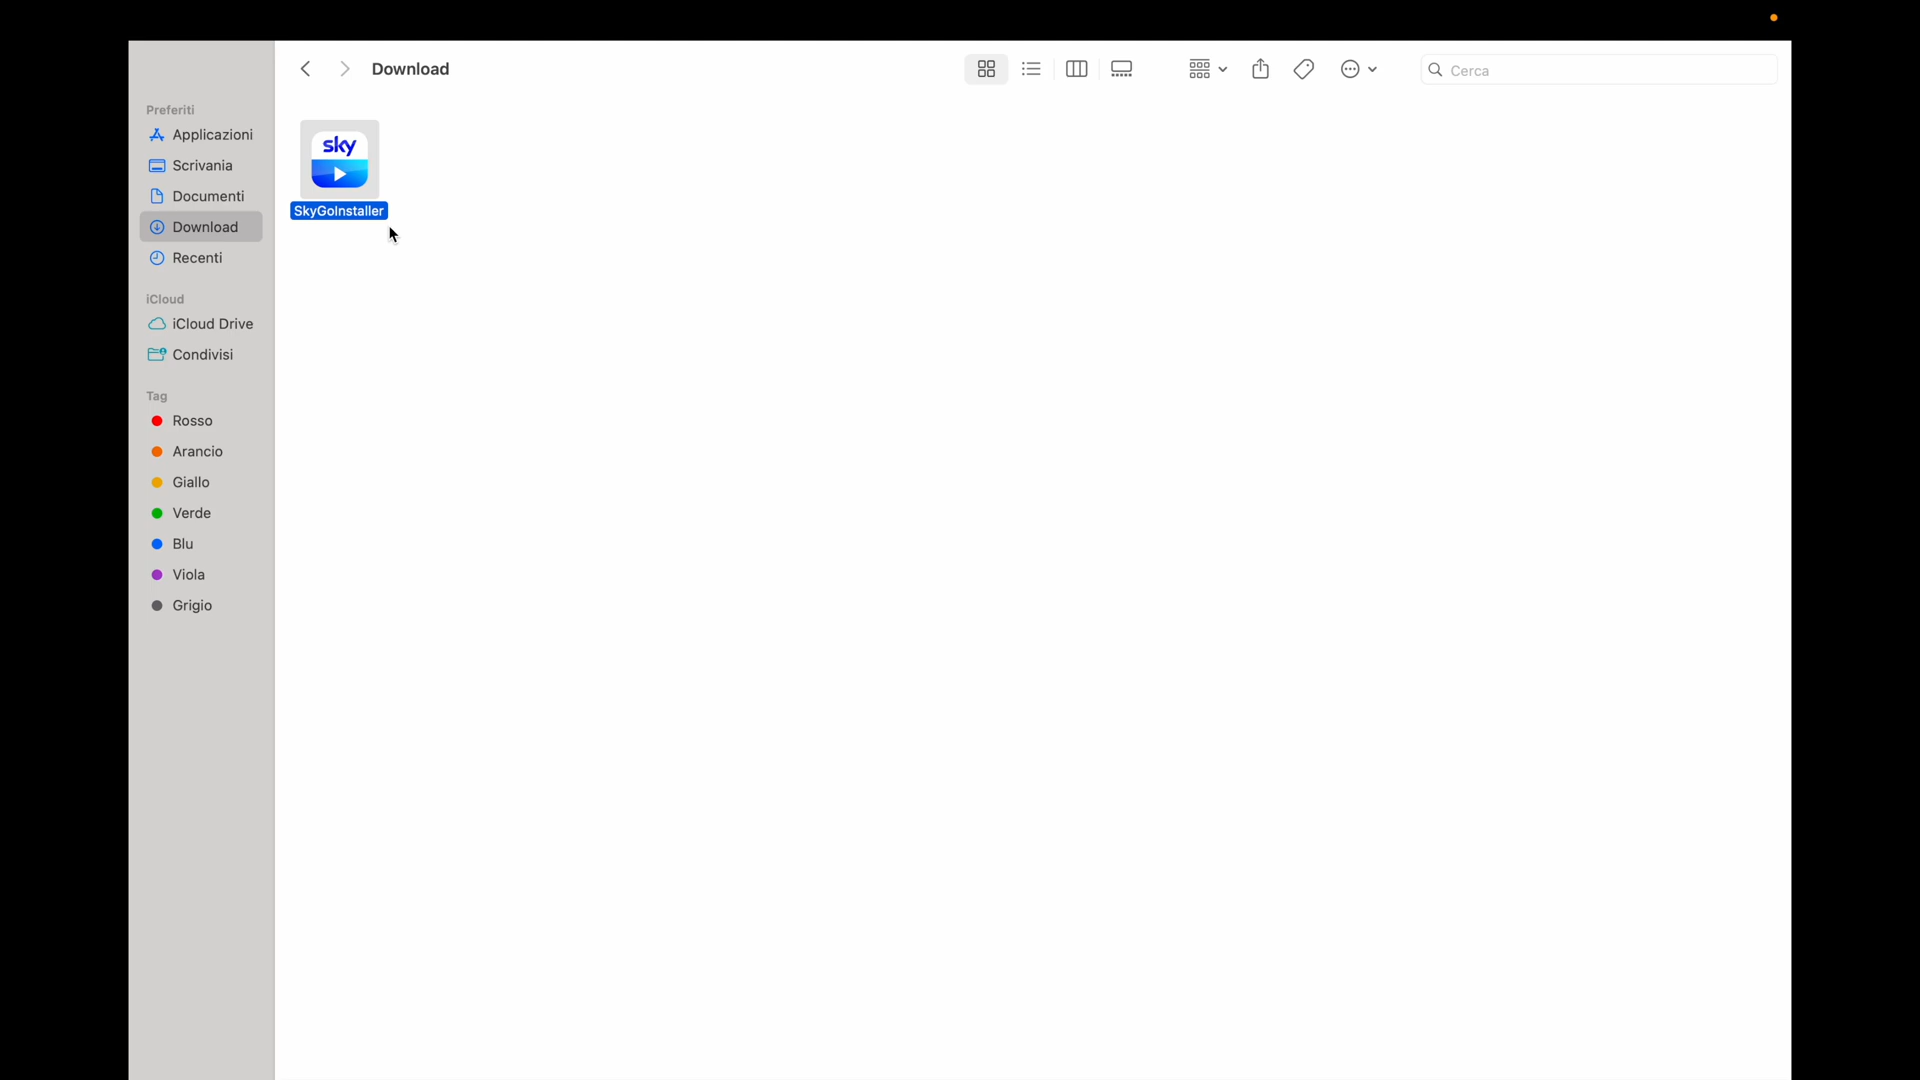 Download
Cerca
Preferiti
Applicazioni
Scrivania
Documenti
Download
Recenti
iCloud
iCloud Drive
Condivisi
Tag
Rosso
Arancio
Giallo
Verde
Blu
Viola
Grigio
sky
SkyGoInstaller